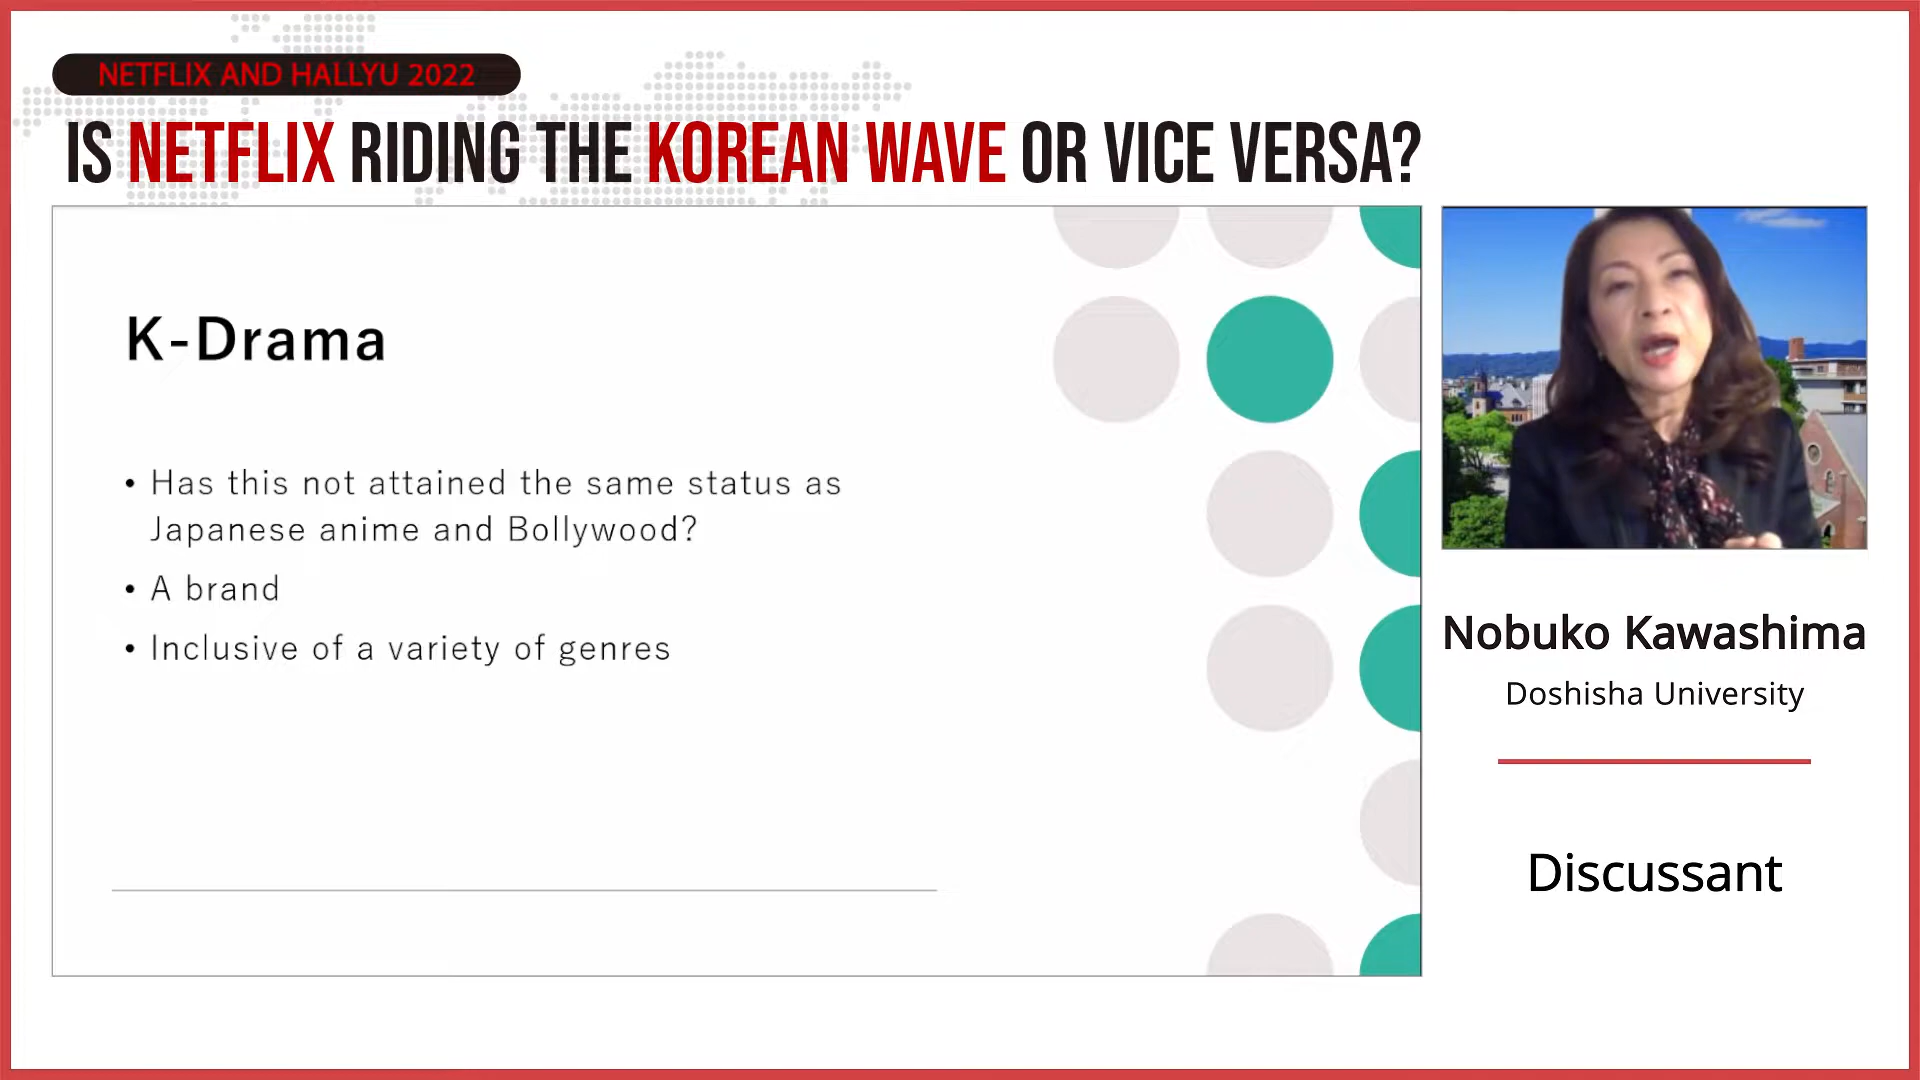 NETFLIX AND HALLYU 2022
IS NETFLIX RIDING THE KOREAN WAVE OR VICE VERSA?
K-Drama
• Has this not attained the same status as
Japanese anime and Bollywood?
• A brand
• Inclusive of a variety of genres
Nobuko Kawashima
Doshisha University
Discussant